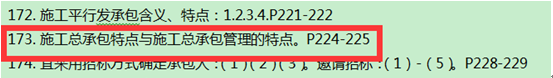 172. 施工平行发承包含义、特点：1.2.3.4.P221-222
173. 施工总承包特点与施工总承包管理的特点。P224-225
174. 宜采用招标方式确定承包人：（1）（2）（3）。邀请招标：（1）-（5）。P228-229